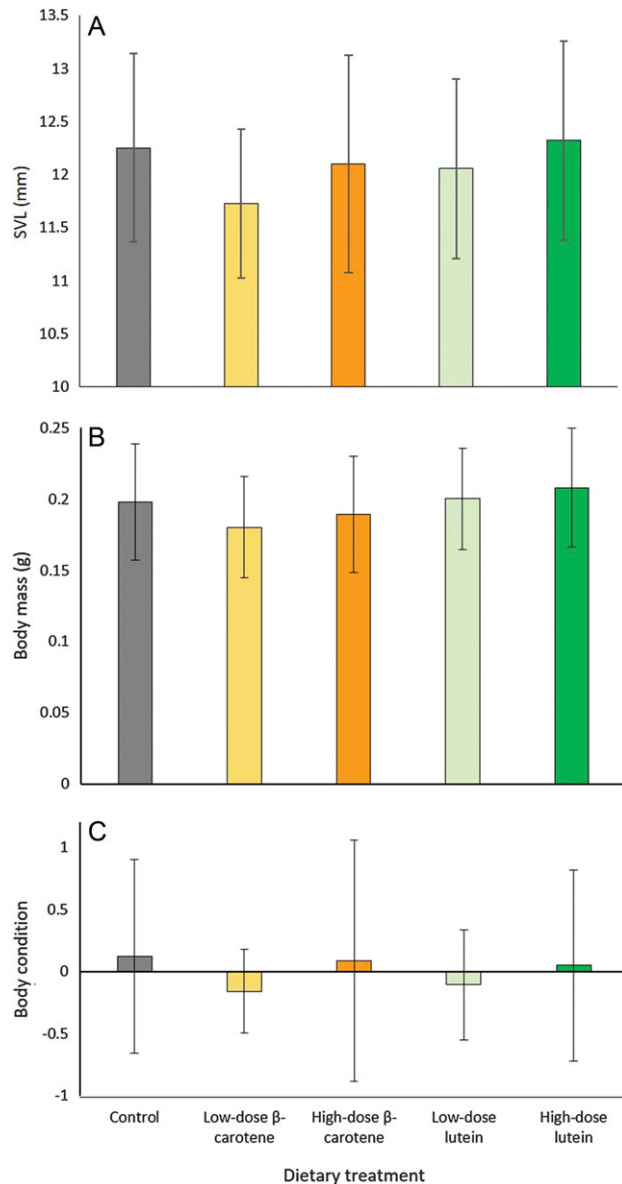 A
13.5
13
12.5
12
11.5
11
10.5
10
SVL (mm)
B
0.25
0.2
0.15
0.1
0.05
0
Body mass (g)
C
1
0.5
0
-0.5
-1
Body condition
Control
Low-dose β-
carotene
High-dose β-
carotene
Low-dose
lutein
High-dose
lutein
Dietary treatment